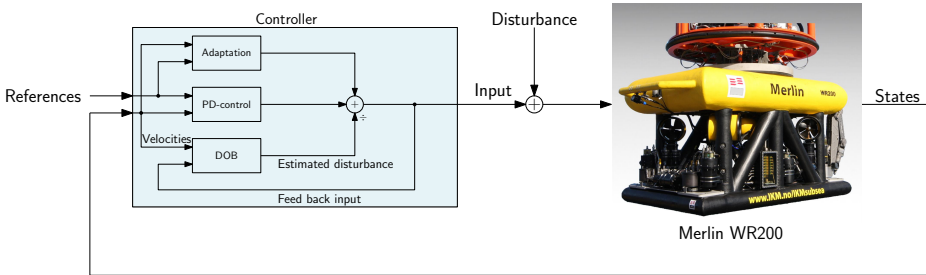 Controller
Disturbance
Adaptation
References
PD-control
+
÷
Input
+
Merlin WR200
States
Velocities
DOB
Estimated disturbance
Feed back input
www.IKM.no/IKMsubsea
Merlin WR200